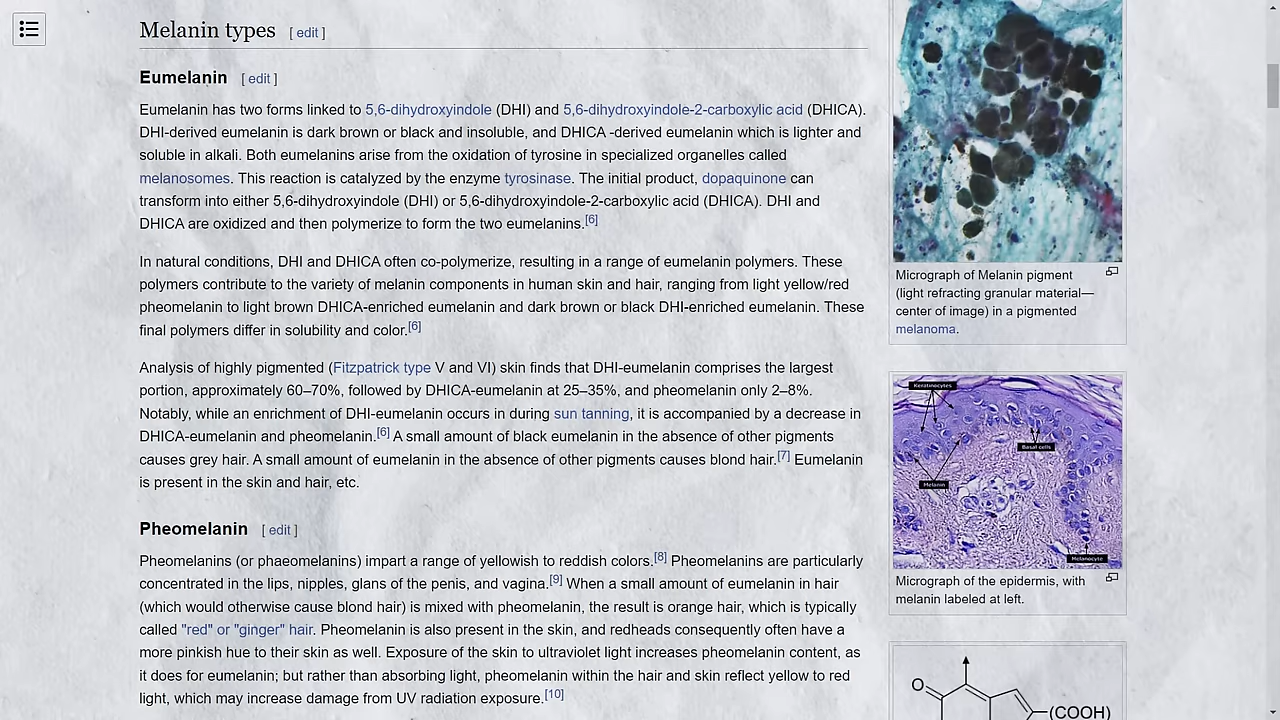 Melanin types [ edit ]
Eumelanin [ edit ]
Eumelanin has two forms linked to 5,6-dihydroxyindole (DHI) and 5,6-dihydroxyindole-2-carboxylic acid (DHICA).
DHI-derived eumelanin is dark brown or black and insoluble, and DHICA -derived eumelanin which is lighter and
soluble in alkali. Both eumelanins arise from the oxidation of tyrosine in specialized organelles called
melanosomes. This reaction is catalyzed by the enzyme tyrosinase. The initial product, dopaquinone can
transform into either 5,6-dihydroxyindole (DHI) or 5,6-dihydroxyindole-2-carboxylic acid (DHICA). DHI and
DHICA are oxidized and then polymerize to form the two eumelanins.[6]
In natural conditions, DHI and DHICA often co-polymerize, resulting in a range of eumelanin polymers. These
polymers contribute to the variety of melanin components in human skin and hair, ranging from light yellow/red
pheomelanin to light brown DHICA-enriched eumelanin and dark brown or black DHI-enriched eumelanin. These
final polymers differ in solubility and color.[6]
Analysis of highly pigmented (Fitzpatrick type V and VI) skin finds that DHI-eumelanin comprises the largest
portion, approximately 60–70%, followed by DHICA-eumelanin at 25–35%, and pheomelanin only 2–8%.
Notably, while an enrichment of DHI-eumelanin occurs in during sun tanning, it is accompanied by a decrease in
DHICA-eumelanin and pheomelanin.[6] A small amount of black eumelanin in the absence of other pigments
causes grey hair. A small amount of eumelanin in the absence of other pigments causes blond hair.[7] Eumelanin
is present in the skin and hair, etc.
Pheomelanin [ edit ]
Pheomelanins (or phaeomelanins) impart a range of yellowish to reddish colors.[8] Pheomelanins are particularly
concentrated in the lips, nipples, glans of the penis, and vagina.[9] When a small amount of eumelanin in hair
(which would otherwise cause blond hair) is mixed with pheomelanin, the result is orange hair, which is typically
called "red" or "ginger" hair. Pheomelanin is also present in the skin, and redheads consequently often have a
more pinkish hue to their skin as well. Exposure of the skin to ultraviolet light increases pheomelanin content, as
it does for eumelanin; but rather than absorbing light, pheomelanin within the hair and skin reflect yellow to red
light, which may increase damage from UV radiation exposure.[10]
Micrograph of Melanin pigment
(light refracting granular material—
center of image) in a pigmented
melanoma.
Keratinocytes
Basal cells
Melanin
Melanocyte
Micrograph of the epidermis, with
melanin labeled at left.
O
(COOH)